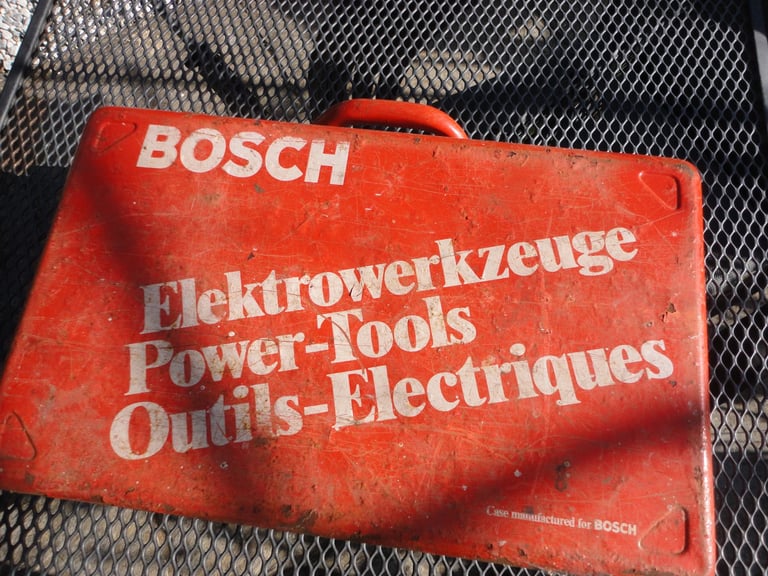 BOSCH
Elektrowerkzeuge
Power-Tools
Outils-Electriques
Case manufactured for BOSCH